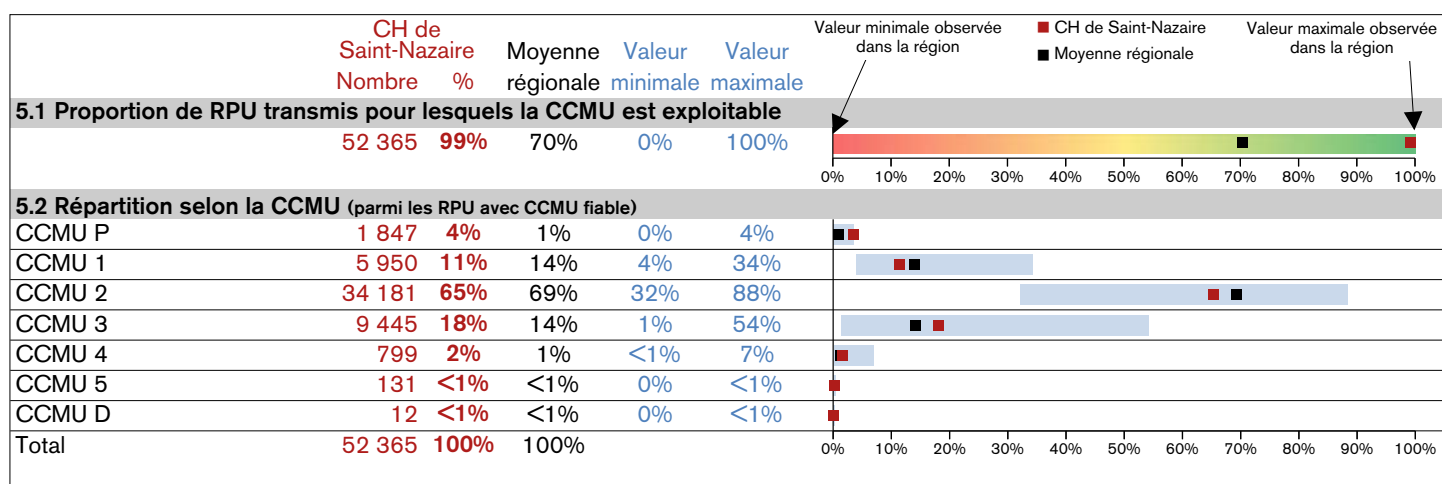 CH de
Saint-Nazaire Moyenne Valeur Valeur
Nombre % régionale minimale maximale
Valeur minimale observée
dans la région
CH de Saint-Nazaire
Moyenne régionale
Valeur maximale observée
dans la région
5.1 Proportion de RPU transmis pour lesquels la CCMU est exploitable
52 365 99% 70% 0% 100%
0% 10% 20% 30% 40% 50% 60% 70% 80% 90% 100%
5.2 Répartition selon la CCMU (parmi les RPU avec CCMU fiable)
CCMU P 1 847 4% 1% 0% 4%
CCMU 1 5 950 11% 14% 4% 34%
CCMU 2 34 181 65% 69% 32% 88%
CCMU 3 9 445 18% 14% 1% 54%
CCMU 4 799 2% 1% <1% 7%
CCMU 5 131 <1% <1% 0% <1%
CCMU D 12 <1% <1% 0% <1%
Total 52 365 100% 100%
0% 10% 20% 30% 40% 50% 60% 70% 80% 90% 100%